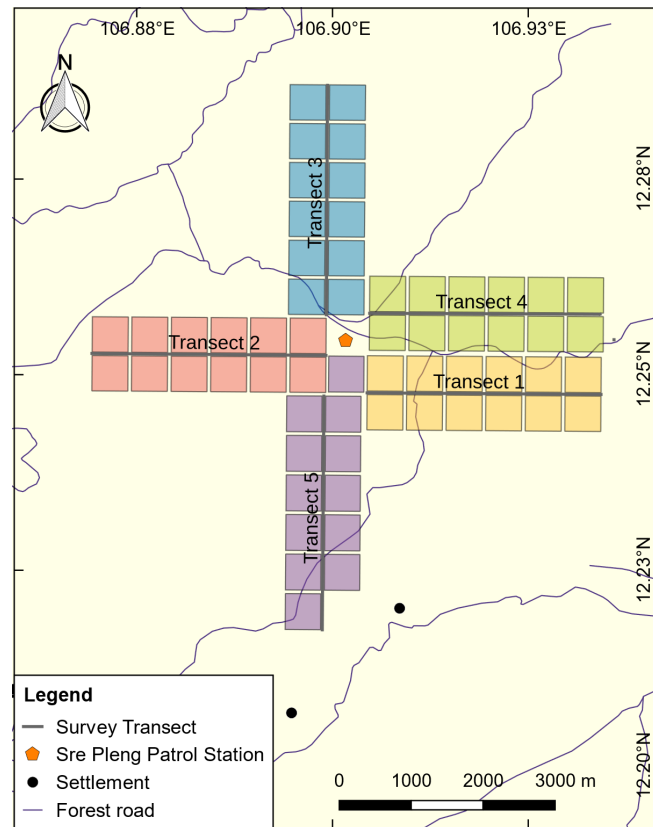 106.88°E 106.90°E 106.93°E
N
12.28°N
Transect 3
Transect 4
Transect 2
12.25°N
Transect 1
Transect 5
12.23°N
Legend
Survey Transect
Sre Pleng Patrol Station
Settlement
Forest road
0 1000 2000 3000 m
12.20°N